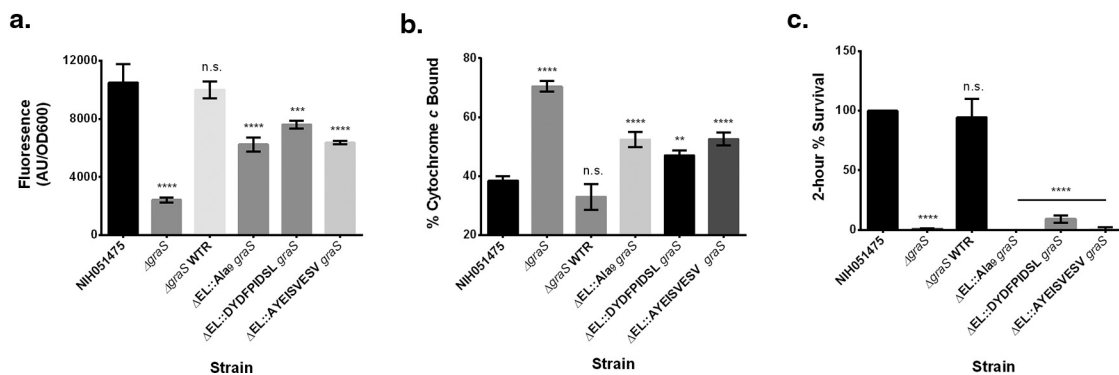 a.
Fluoresence
(AU/OD600)
12000
8000
4000
0
****
n.s.
****
***
****
NIH051475
ΔgraS
ΔgraS WTR
ΔEL::Ala₉ graS
ΔEL::DYDFPIDSL graS
ΔEL::AYEISVESV graS
Strain
b.
% Cytochrome c Bound
80
60
40
20
****
n.s.
****
**
****
NIH051475
ΔgraS
ΔgraS WTR
ΔEL::Ala₉ graS
ΔEL::DYDFPIDSL graS
ΔEL::AYEISVESV graS
Strain
c.
2-hour % Survival
150
100
50
0
****
n.s.
****
NIH051475
ΔgraS
ΔgraS WTR
ΔEL::Ala₉ graS
ΔEL::DYDFPIDSL graS
ΔEL::AYEISVESV graS
Strain